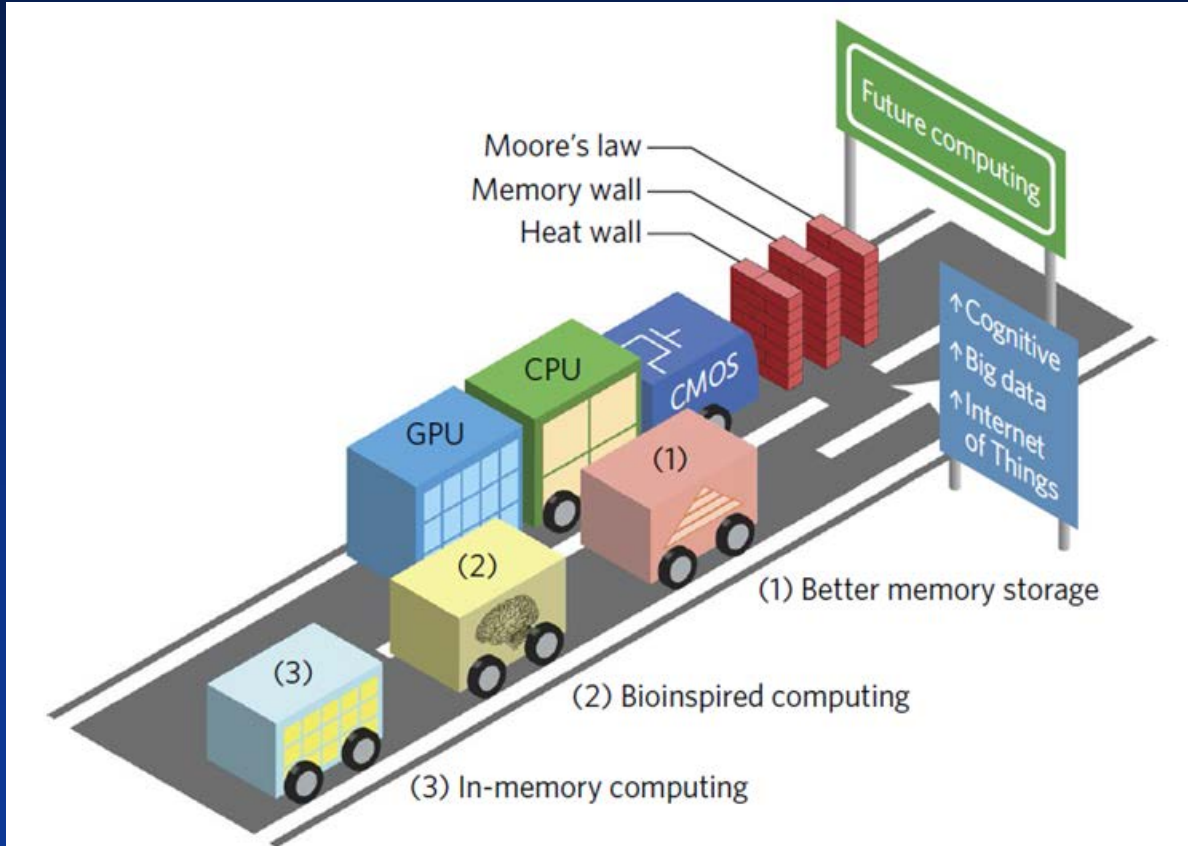 Future computing
Moore's law
Memory wall
Heat wall
↑Cognitive
↑Big data
↑Internet
of Things
CMOS
CPU
GPU
(1)
(2)
(3)
(1) Better memory storage
(2) Bioinspired computing
(3) In-memory computing